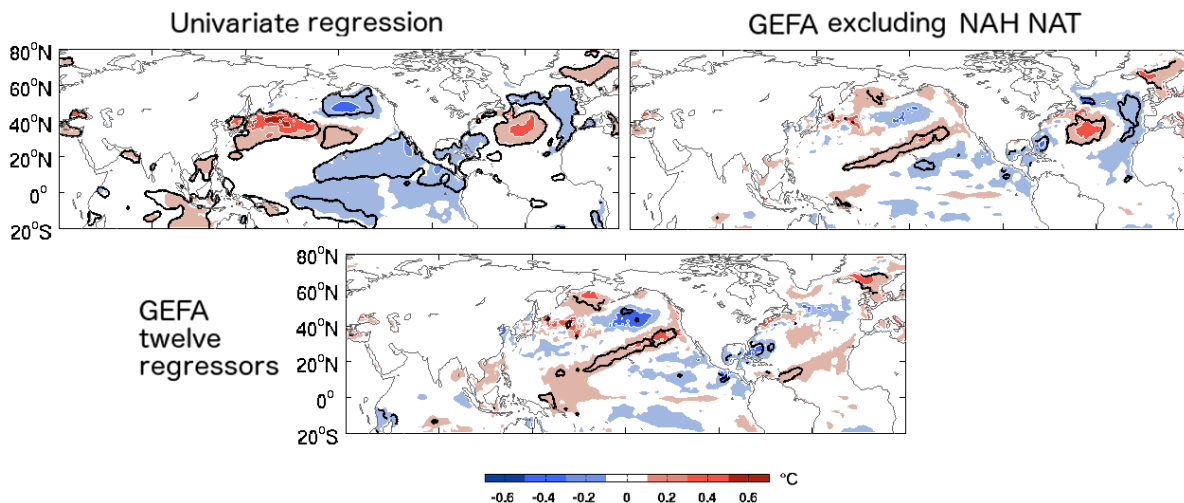 Univariate regression
GEFA excluding NAH NAT
80°N
60°N
40°N
20°N
0°
20°S
80°N
60°N
40°N
20°N
0°
20°S
GEFA
twelve
regressors
80°N
60°N
40°N
20°N
0°
20°S
°C
-0.6 -0.4 -0.2 0 0.2 0.4 0.6